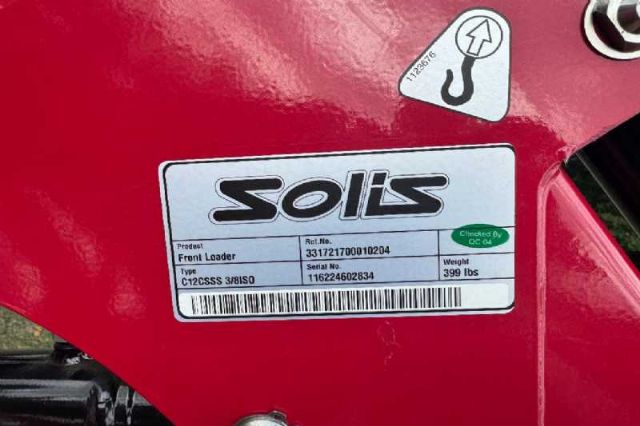 1123676
Solis
Product
Front Loader
Ref.No.
331721700010204
Checked By
QC 04
Type
C12CSSS 3/8ISO
Serial No.
116224602834
Weight
399 lbs